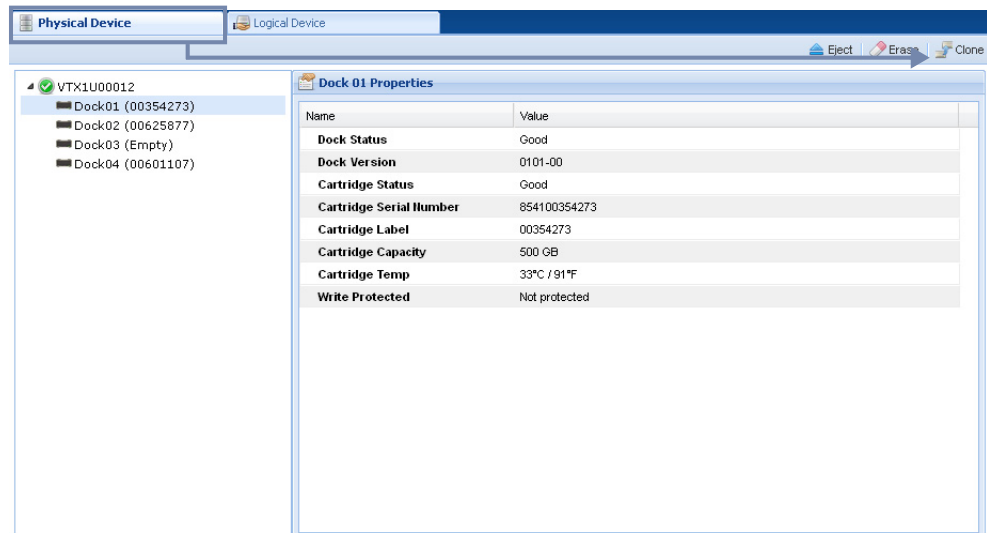 Physical Device
Logical Device
Eject
Erase
Clone
VTX1U00012
Dock01 (00354273)
Dock02 (00625877)
Dock03 (Empty)
Dock04 (00601107)
Dock 01 Properties
Name Value
Dock Status Good
Dock Version 0101-00
Cartridge Status Good
Cartridge Serial Number 854100354273
Cartridge Label 00354273
Cartridge Capacity 500 GB
Cartridge Temp 33°C / 91°F
Write Protected Not protected